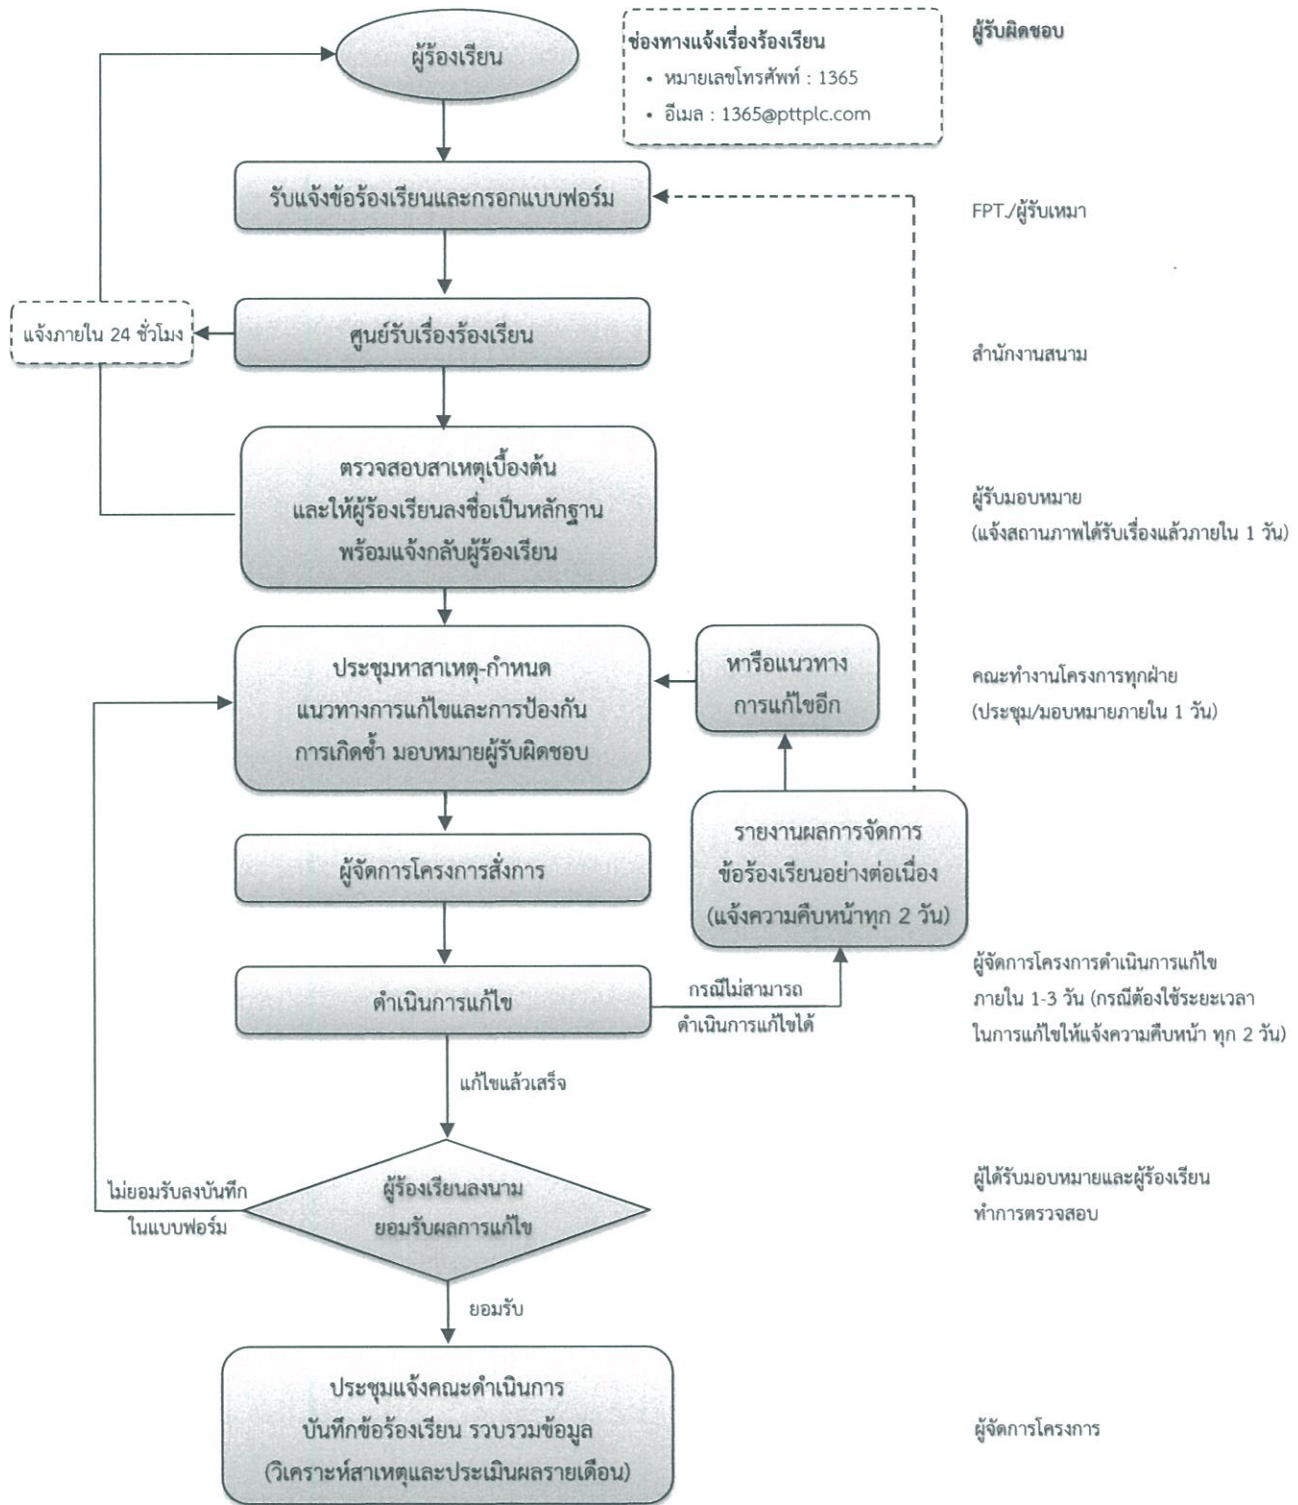 ผู้ร้องเรียน
ช่องทางแจ้งเรื่องร้องเรียน
• หมายเลขโทรศัพท์ : 1365
• อีเมล : 1365@pttplc.com
ผู้รับผิดชอบ
รับแจ้งข้อร้องเรียนและกรอกแบบฟอร์ม
FPT./ผู้รับเหมา
แจ้งภายใน 24 ชั่วโมง
ศูนย์รับเรื่องร้องเรียน
สำนักงานสนาม
ตรวจสอบสาเหตุเบื้องต้น
และให้ผู้ร้องเรียนลงชื่อเป็นหลักฐาน
พร้อมแจ้งกลับผู้ร้องเรียน
ผู้รับมอบหมาย
(แจ้งสถานภาพได้รับเรื่องแล้วภายใน 1 วัน)
ประชุมหาสาเหตุ-กำหนด
แนวทางการแก้ไขและการป้องกัน
การเกิดซ้ำ มอบหมายผู้รับผิดชอบ
หารือแนวทาง
การแก้ไขอีก
คณะทำงานโครงการทุกฝ่าย
(ประชุม/มอบหมายภายใน 1 วัน)
ผู้จัดการโครงการสั่งการ
รายงานผลการจัดการ
ข้อร้องเรียนอย่างต่อเนื่อง
(แจ้งความคืบหน้าทุก 2 วัน)
ดำเนินการแก้ไข
กรณีไม่สามารถ
ดำเนินการแก้ไขได้
ผู้จัดการโครงการดำเนินการแก้ไข
ภายใน 1-3 วัน (กรณีต้องใช้ระยะเวลา
ในการแก้ไขให้แจ้งความคืบหน้า ทุก 2 วัน)
แก้ไขแล้วเสร็จ
ไม่ยอมรับลงบันทึก
ในแบบฟอร์ม
ผู้ร้องเรียนลงนาม
ยอมรับผลการแก้ไข
ผู้ได้รับมอบหมายและผู้ร้องเรียน
ทำการตรวจสอบ
ยอมรับ
ประชุมแจ้งคณะดำเนินการ
บันทึกข้อร้องเรียน รวบรวมข้อมูล
(วิเคราะห์สาเหตุและประเมินผลรายเดือน)
ผู้จัดการโครงการ